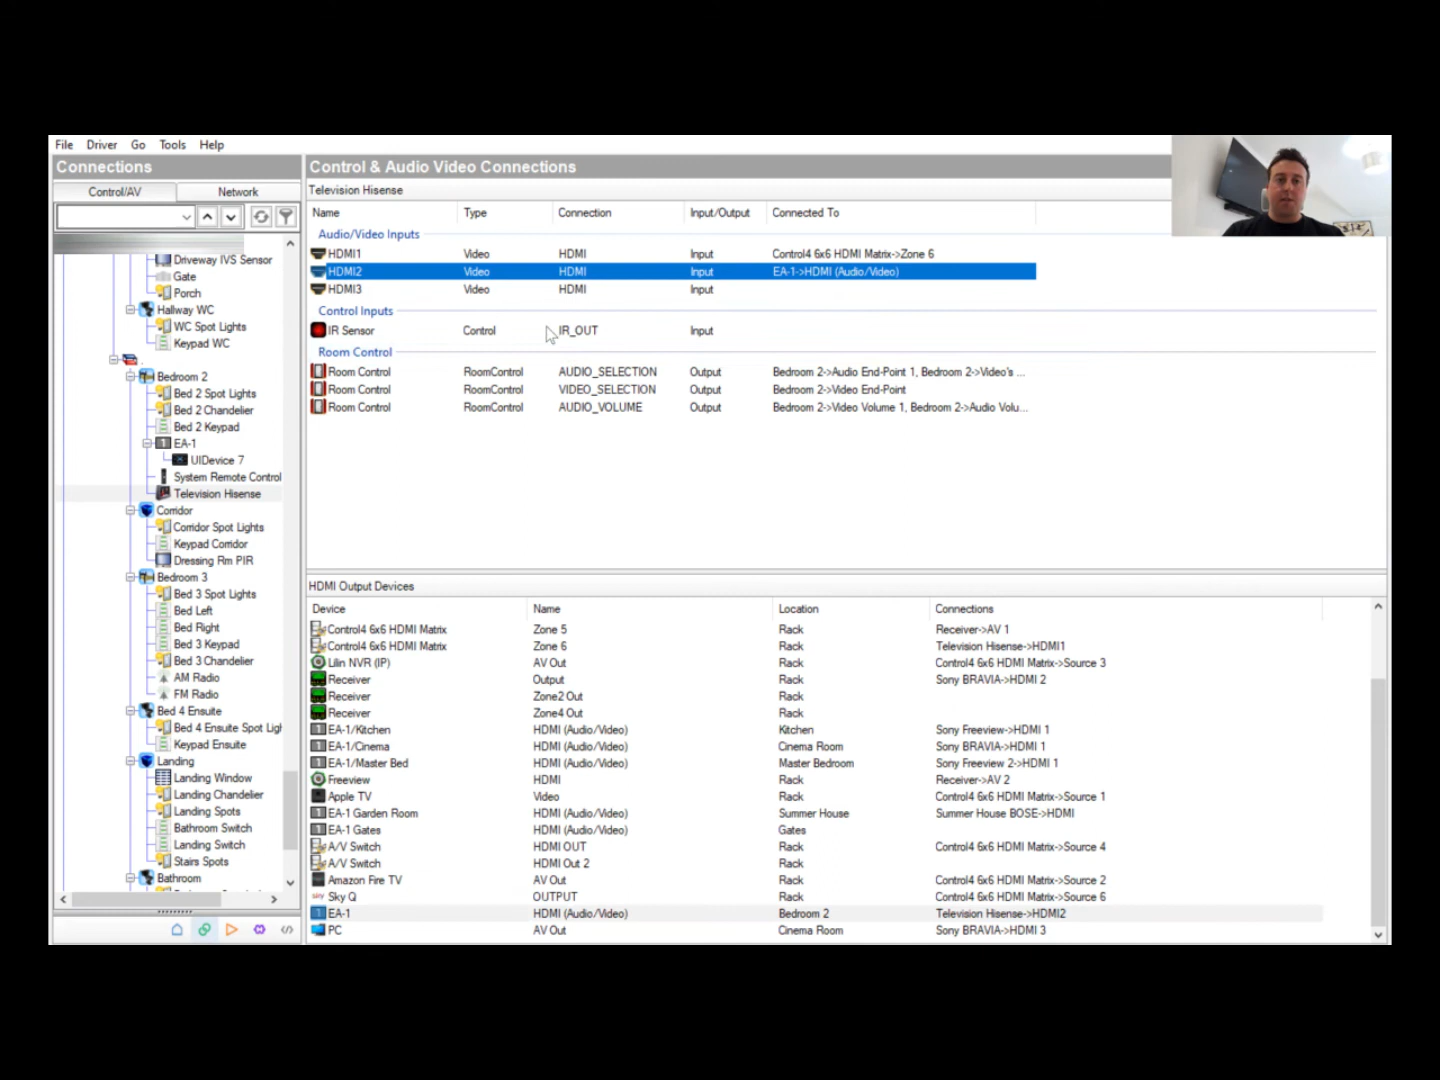 File Driver Go Tools Help
Connections
Control/AV Network
Driveway IVS Sensor
Gate
Porch
Hallway WC
WC Spot Lights
Keypad WC
Bedroom 2
Bed 2 Spot Lights
Bed 2 Chandelier
Bed 2 Keypad
EA-1
UIDevice 7
System Remote Control
Television Hisense
Corridor
Corridor Spot Lights
Keypad Corridor
Dressing Rm PIR
Bedroom 3
Bed 3 Spot Lights
Bed Left
Bed Right
Bed 3 Keypad
Bed 3 Chandelier
AM Radio
FM Radio
Bed 4 Ensuite
Bed 4 Ensuite Spot Ligh
Keypad Ensuite
Landing
Landing Window
Landing Chandelier
Landing Spots
Bathroom Switch
Landing Switch
Stairs Spots
Bathroom
Control & Audio Video Connections
Television Hisense
Name Type Connection Input/Output Connected To
Audio/Video Inputs
HDMI1 Video HDMI Input Control4 6x6 HDMI Matrix->Zone 6
HDMI2 Video HDMI Input EA-1->HDMI (Audio/Video)
HDMI3 Video HDMI Input
Control Inputs
IR Sensor Control IR_OUT Input
Room Control
Room Control RoomControl AUDIO_SELECTION Output Bedroom 2->Audio End-Point 1, Bedroom 2->Video's ...
Room Control RoomControl VIDEO_SELECTION Output Bedroom 2->Video End-Point
Room Control RoomControl AUDIO_VOLUME Output Bedroom 2->Video Volume 1, Bedroom 2->Audio Volu...
HDMI Output Devices
Device Name Location Connections
Control4 6x6 HDMI Matrix Zone 5 Rack Receiver->AV 1
Control4 6x6 HDMI Matrix Zone 6 Rack Television Hisense->HDMI1
Lilin NVR (IP) AV Out Rack Control4 6x6 HDMI Matrix->Source 3
Receiver Output Rack Sony BRAVIA->HDMI 2
Receiver Zone2 Out Rack
Receiver Zone4 Out Rack
EA-1/Kitchen HDMI (Audio/Video) Kitchen Sony Freeview->HDMI 1
EA-1/Cinema HDMI (Audio/Video) Cinema Room Sony BRAVIA->HDMI 1
EA-1/Master Bed HDMI (Audio/Video) Master Bedroom Sony Freeview 2->HDMI 1
Freeview HDMI Rack Receiver->AV 2
Apple TV Video Rack Control4 6x6 HDMI Matrix->Source 1
EA-1 Garden Room HDMI (Audio/Video) Summer House Summer House BOSE->HDMI
EA-1 Gates HDMI (Audio/Video) Gates
A/V Switch HDMI OUT Rack Control4 6x6 HDMI Matrix->Source 4
A/V Switch HDMI Out 2 Rack
Amazon Fire TV AV Out Rack Control4 6x6 HDMI Matrix->Source 2
sky Sky Q OUTPUT Rack Control4 6x6 HDMI Matrix->Source 6
EA-1 HDMI (Audio/Video) Bedroom 2 Television Hisense->HDMI2
PC AV Out Cinema Room Sony BRAVIA->HDMI 3